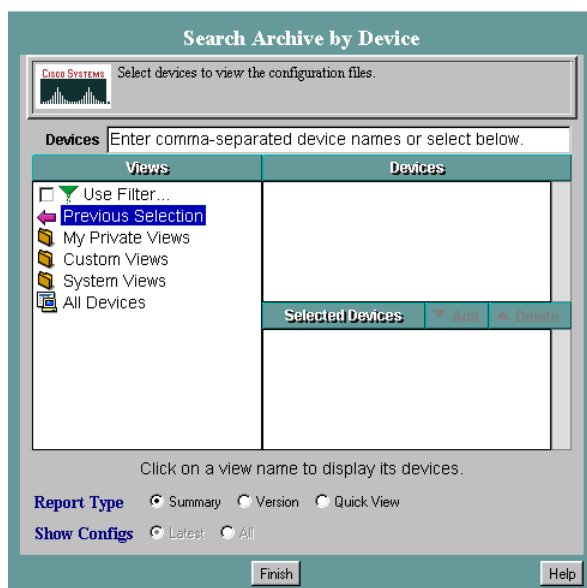 Search Archive by Device
CISCO SYSTEMS
Select devices to view the configuration files.
Devices Enter comma-separated device names or select below.
Views Devices
Use Filter...
Previous Selection
My Private Views
Custom Views
System Views
All Devices
Selected Devices Add Delete
Click on a view name to display its devices.
Report Type Summary Version Quick View
Show Configs Latest All
Finish Help